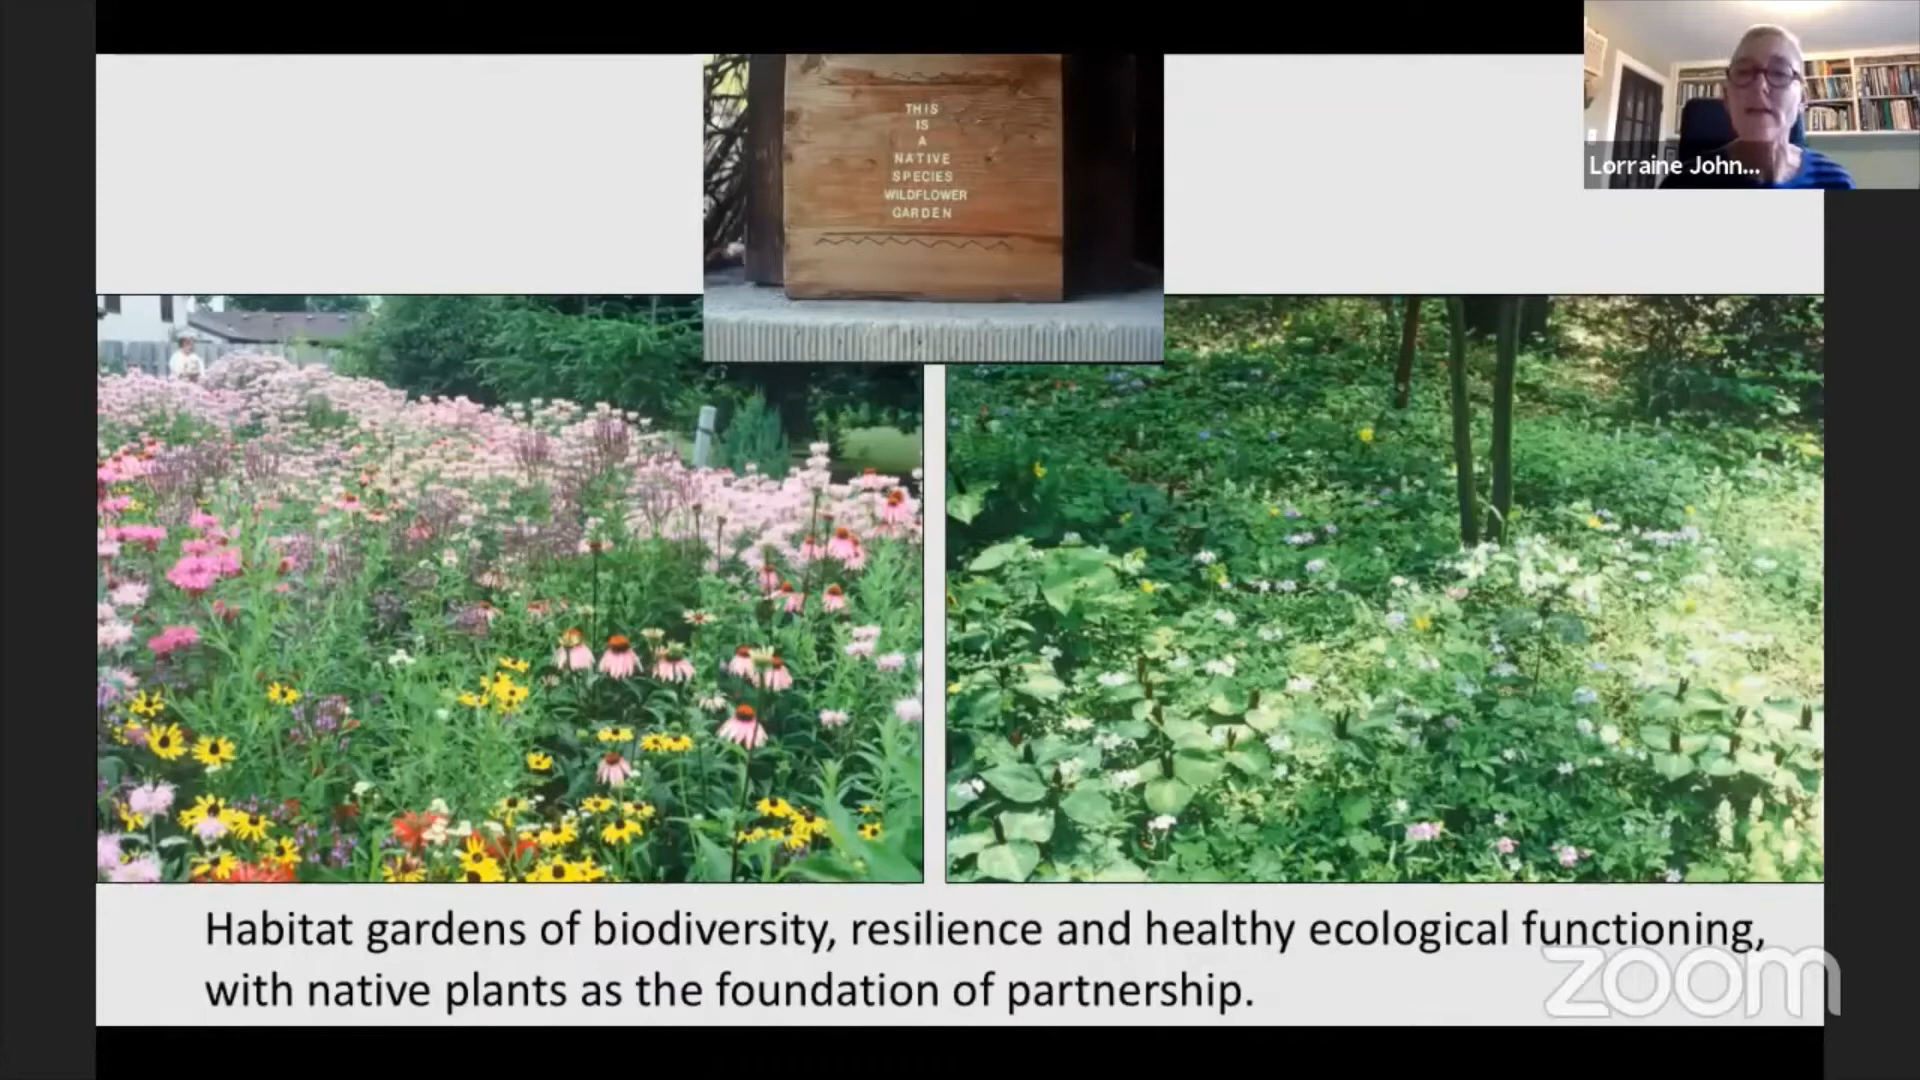 THIS
IS
A
NATIVE
SPECIES
WILDFLOWER
GARDEN
Lorraine John...
Habitat gardens of biodiversity, resilience and healthy ecological functioning,
with native plants as the foundation of partnership.
zoom